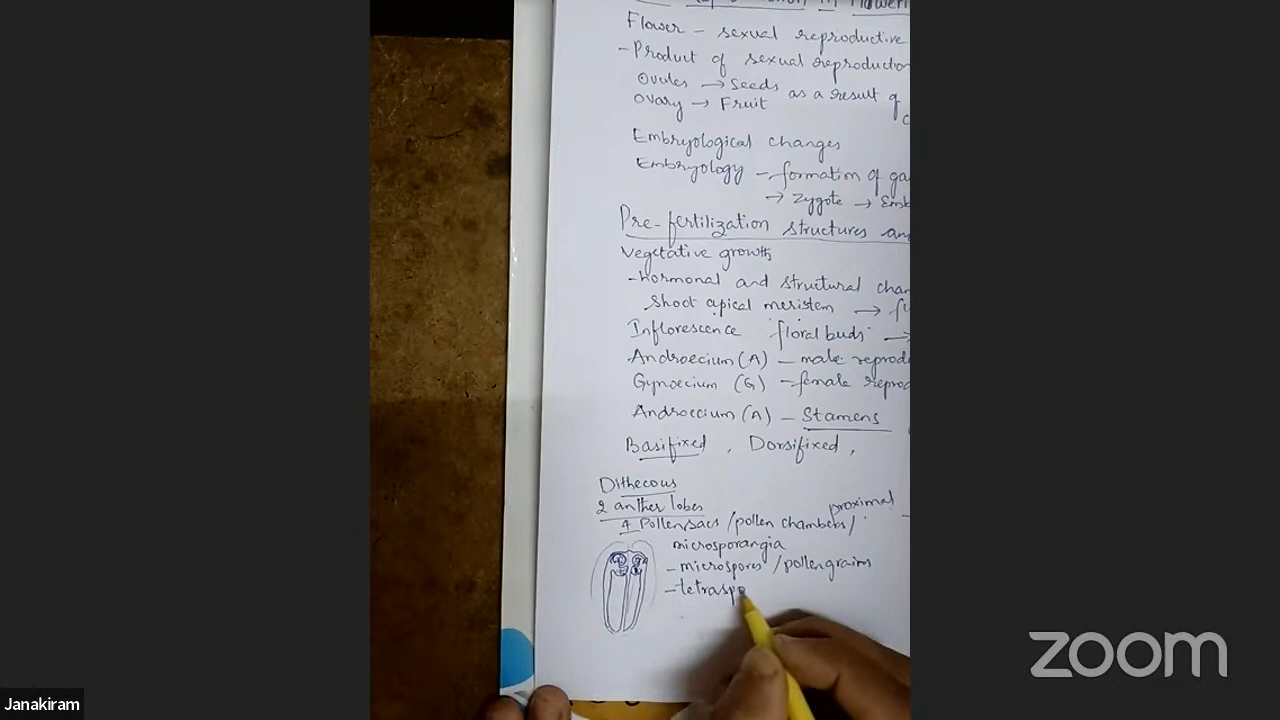 Flower - sexual reproductive
- Product of sexual reproduction
Ovules → Seeds as a result of
Ovary → Fruit
Embryological changes
Embryology - formation of ga
→ Zygote → Emb
Pre-fertilization structures an
Vegetative growth
- hormonal and structural chan
Shoot apical meristem →
Inflorescence floral buds →
Androecium (A) - male reprod
Gynoecium (G) - female reprod
Androecium (A) - Stamens
Basifixed, Dorsifixed,
Dithecous
2 anther lobes
proximal
4 Pollensacs / pollen chambers /
microsporangia
- microspores / pollengrains
- tetraspo
zoom
Janakiram